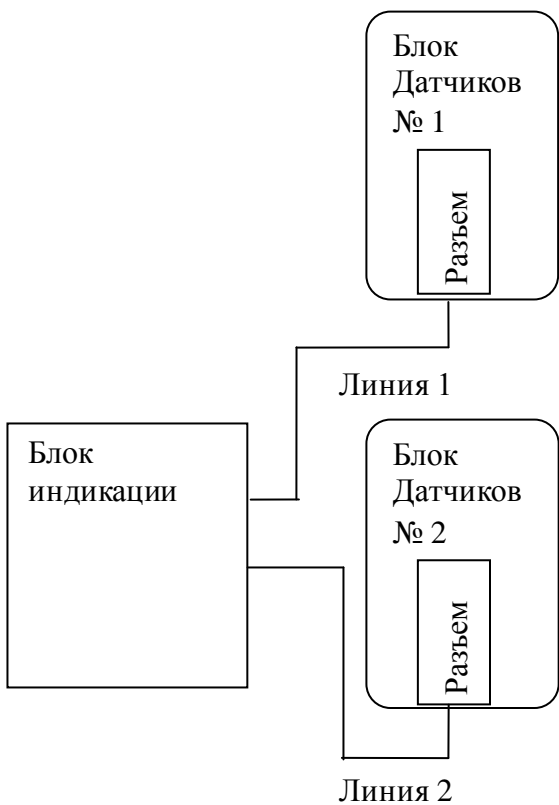 Блок
Датчиков
№ 1
Разъем
Линия 1
Блок
индикации
Блок
Датчиков
№ 2
Разъем
Линия 2